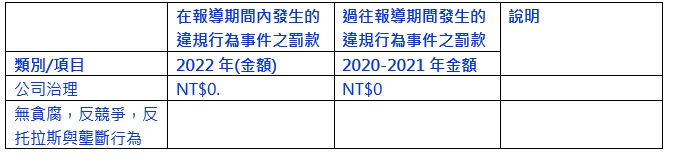 在報導期間內發生的
違規行為事件之罰款
過往報導期間發生的
違規行為事件之罰款
說明
類別/項目
2022 年(金額)
2020-2021 年金額
公司治理
NT$0.
NT$0
無貪腐，反競爭，反
托拉斯與壟斷行為